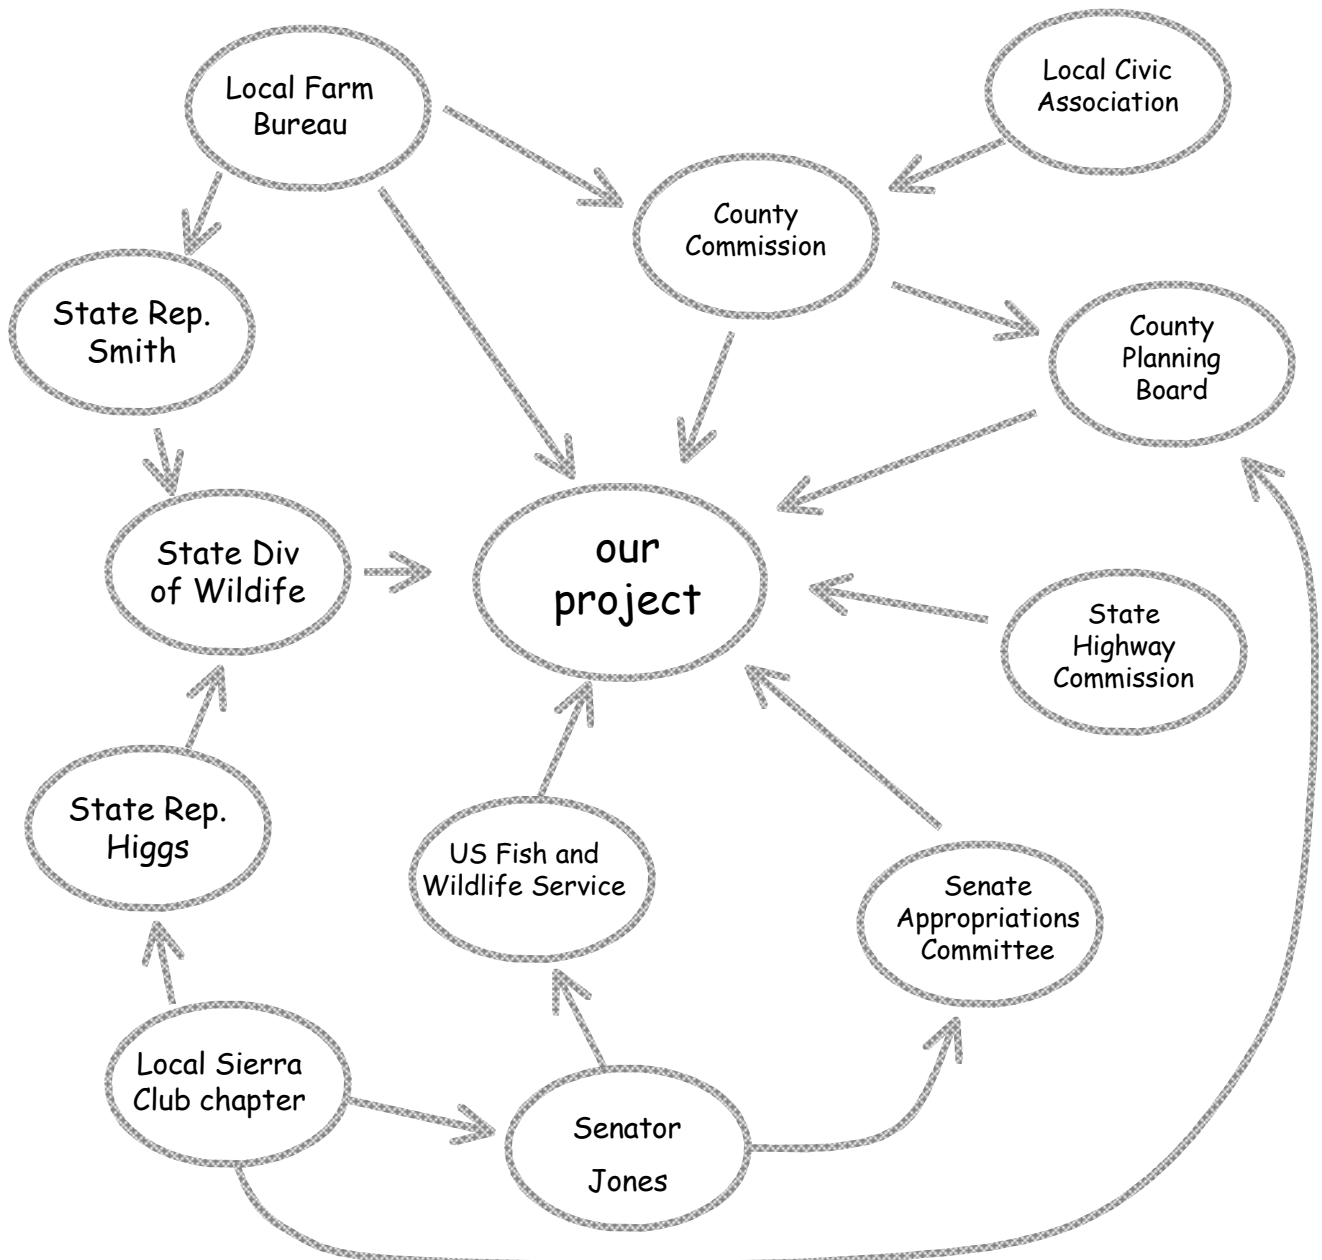 Local Farm
Bureau
Local Civic
Association
County
Commission
State Rep.
Smith
County
Planning
Board
State Div
of Wildife
our
project
State
Highway
Commission
State Rep.
Higgs
US Fish and
Wildlife Service
Senate
Appropriations
Committee
Local Sierra
Club chapter
Senator
Jones